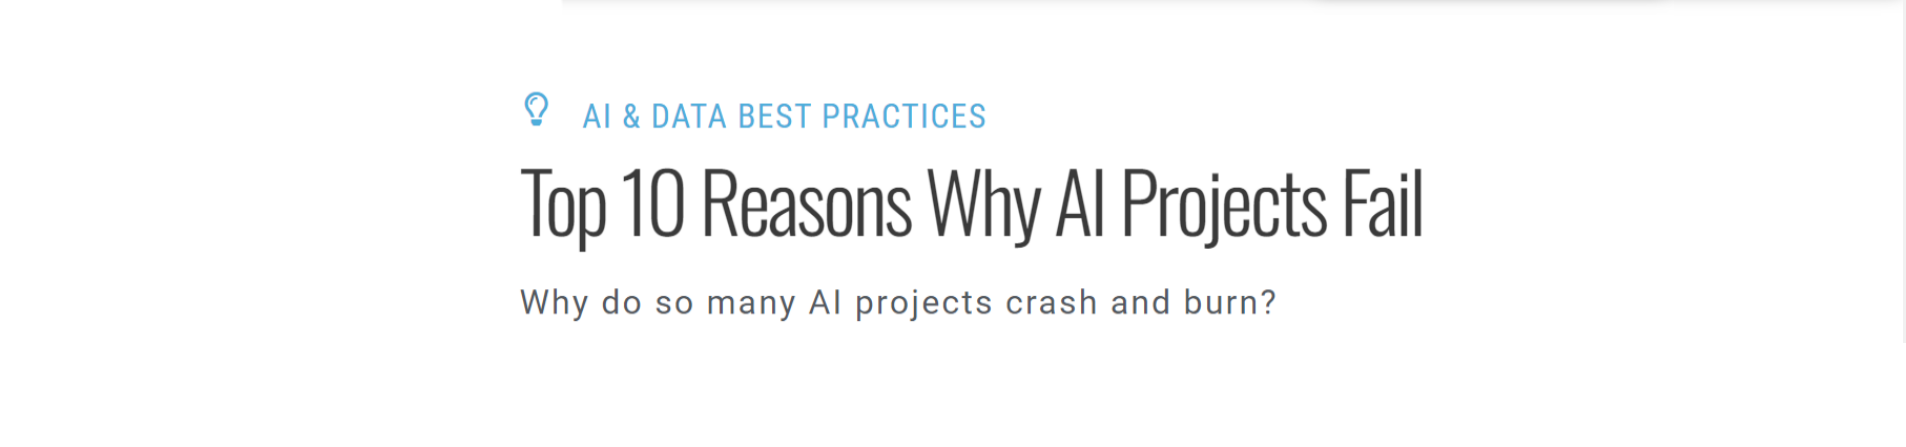 AI & DATA BEST PRACTICES
Top 10 Reasons Why AI Projects Fail
Why do so many AI projects crash and burn?